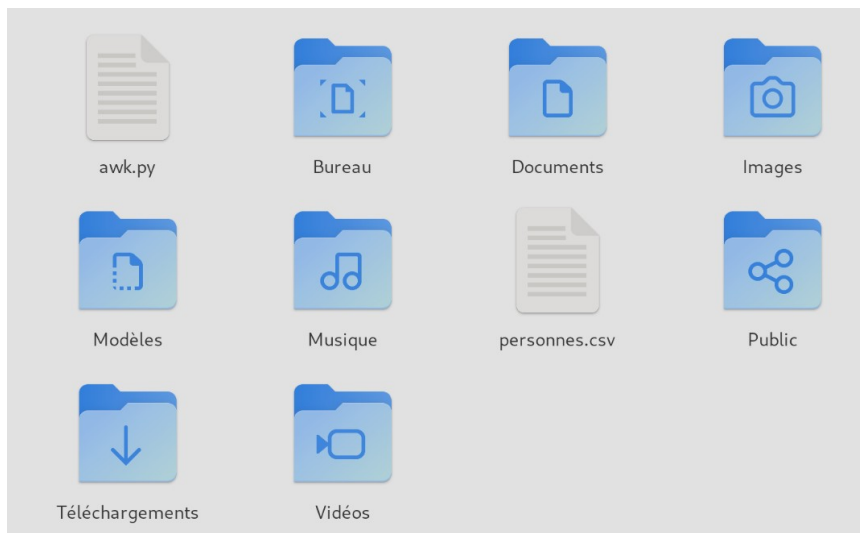 awk.py
Bureau
Documents
Images
Modèles
Musique
personnes.csv
Public
Téléchargements
Vidéos